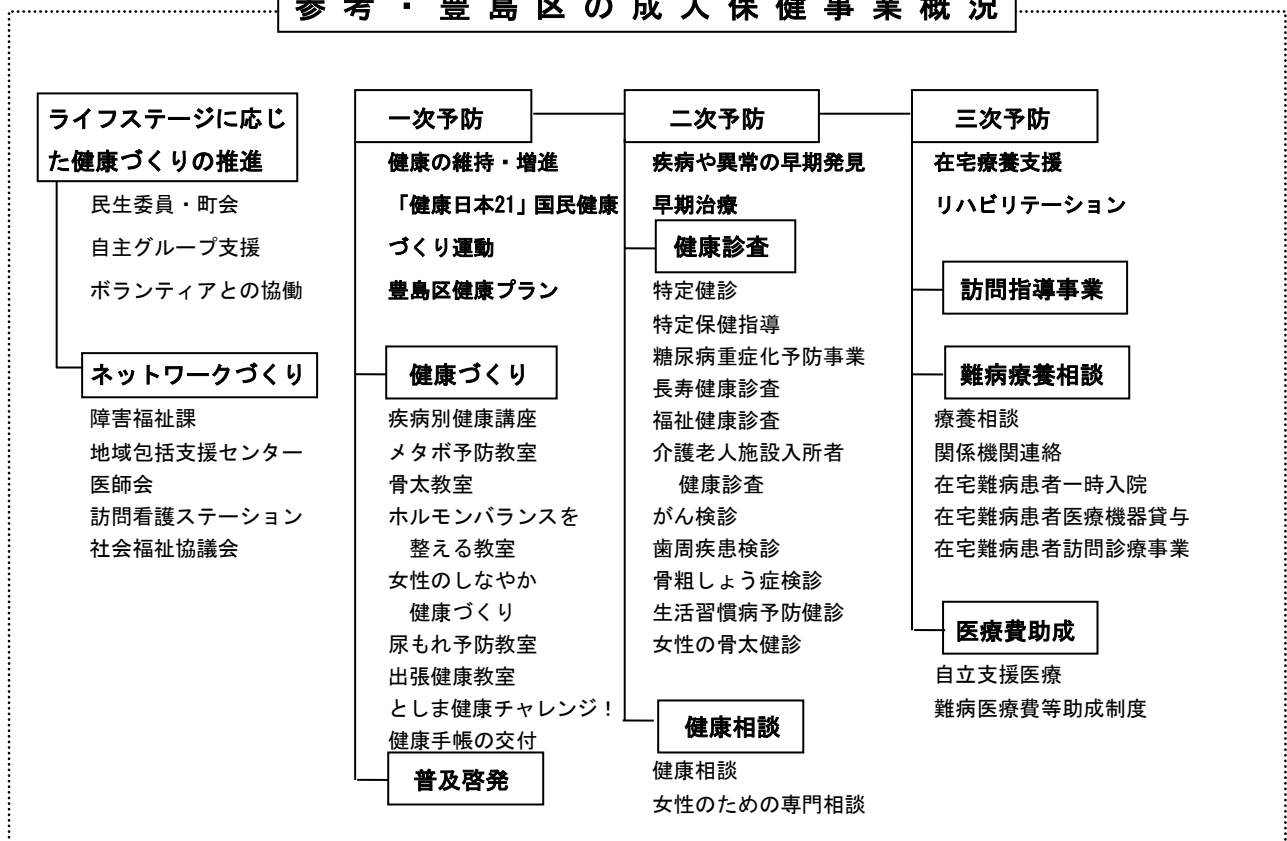 参考・豊島区の成人保健事業概況
ライフステージに応じ
た健康づくりの推進
民生委員・町会
自主グループ支援
ボランティアとの協働
ネットワークづくり
障害福祉課
地域包括支援センター
医師会
訪問看護ステーション
社会福祉協議会
一次予防
健康の維持・増進
「健康日本21」国民健康
づくり運動
豊島区健康プラン
健康づくり
疾病別健康講座
メタボ予防教室
骨太教室
ホルモンバランスを
整える教室
女性のしなやか
健康づくり
尿もれ予防教室
出張健康教室
としま健康チャレンジ！
健康手帳の交付
普及啓発
二次予防
疾病や異常の早期発見
早期治療
健康診査
特定健診
特定保健指導
糖尿病重症化予防事業
長寿健康診査
福祉健康診査
介護老人施設入所者
健康診査
がん検診
歯周疾患検診
骨粗しょう症検診
生活習慣病予防健診
女性の骨太健診
健康相談
健康相談
女性のための専門相談
三次予防
在宅療養支援
リハビリテーション
訪問指導事業
難病療養相談
療養相談
関係機関連絡
在宅難病患者一時入院
在宅難病患者医療機器貸与
在宅難病患者訪問診療事業
医療費助成
自立支援医療
難病医療費等助成制度